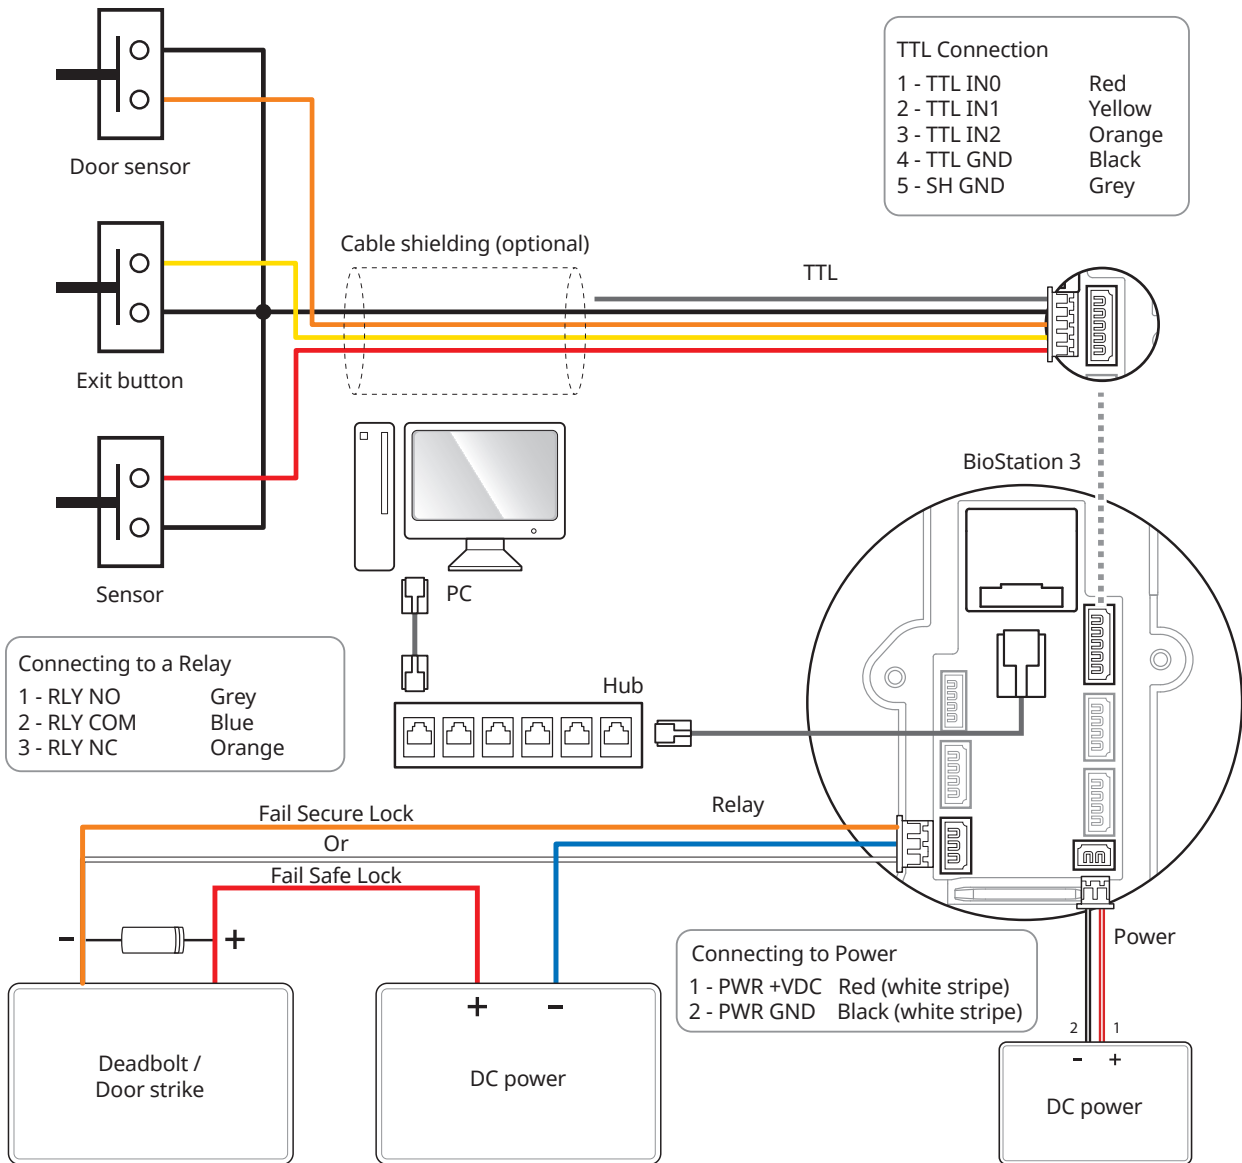 TTL Connection
1 - TTL IN0 Red
2 - TTL IN1 Yellow
3 - TTL IN2 Orange
4 - TTL GND Black
5 - SH GND Grey
Door sensor
Cable shielding (optional)
TTL
Exit button
BioStation 3
Sensor
PC
Connecting to a Relay
1 - RLY NO Grey
2 - RLY COM Blue
3 - RLY NC Orange
Hub
Fail Secure Lock
Relay
Or
Fail Safe Lock
- +
Power
Connecting to Power
1 - PWR +VDC Red (white stripe)
2 - PWR GND Black (white stripe)
+ -
2 1
- +
Deadbolt /
Door strike
DC power
DC power